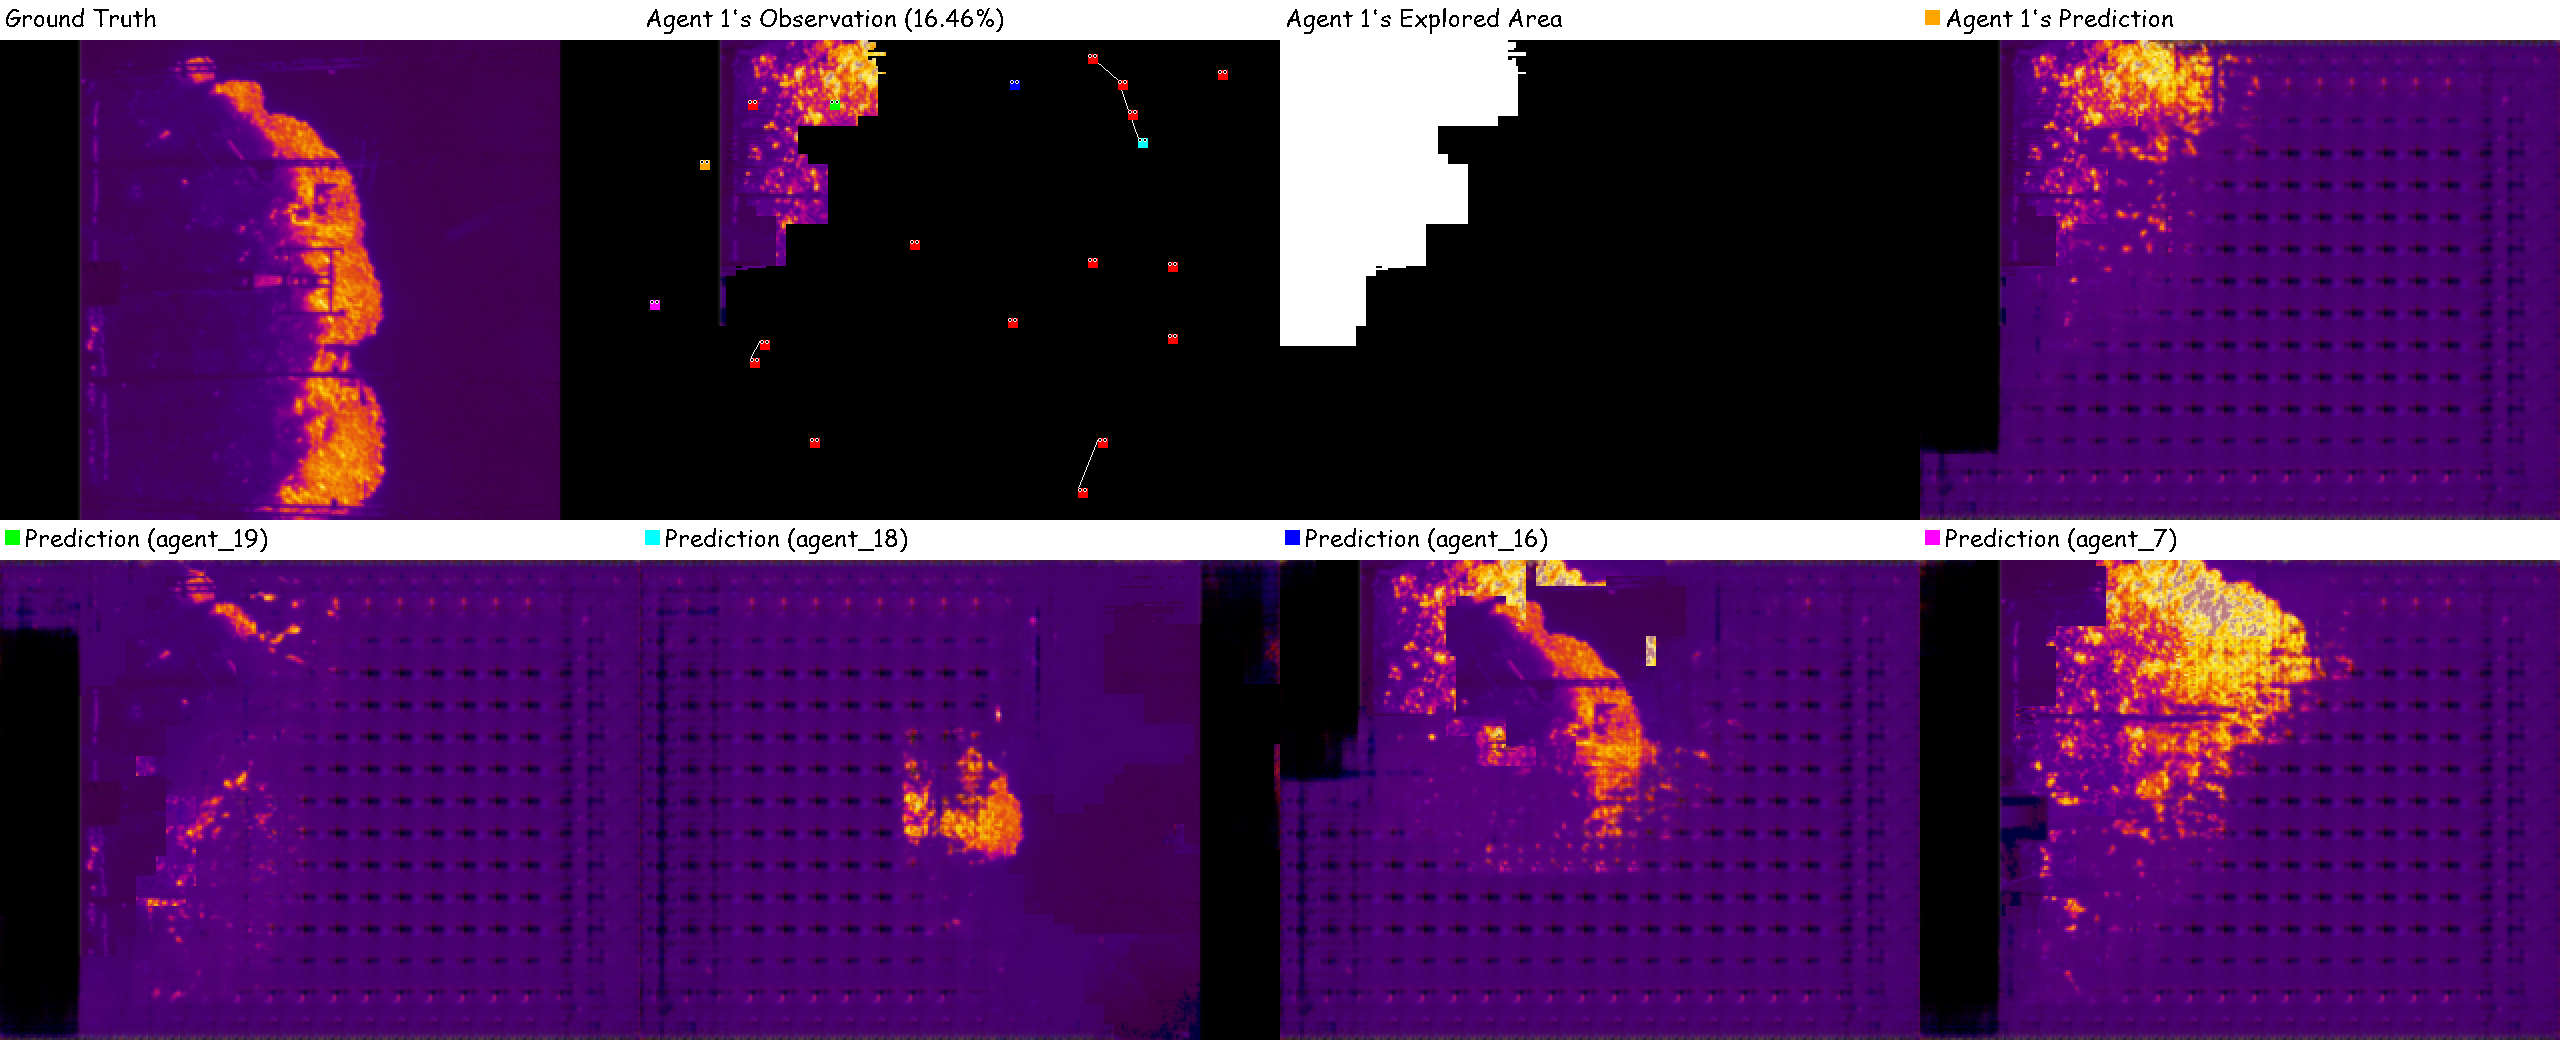 Ground Truth
Agent 1's Observation (16.46%)
Agent 1's Explored Area
Agent 1's Prediction
Prediction (agent_19)
Prediction (agent_18)
Prediction (agent_16)
Prediction (agent_7)